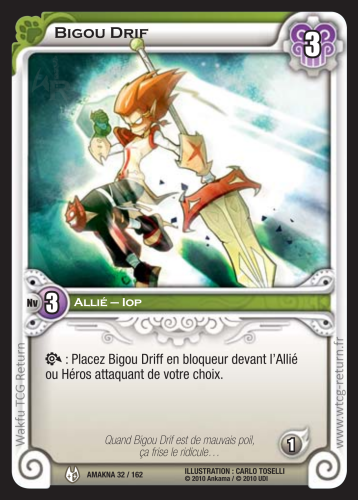 Bigou Drif
3
Nv 3 Allié – Iop
: Placez Bigou Driff en bloqueur devant l'Allié
ou Héros attaquant de votre choix.
Quand Bigou Drif est de mauvais poil,
ça frise le ridicule…
1
AMAKNA 32 / 162
ILLUSTRATION : CARLO TOSELLI
© 2010 Ankama / © 2010 UDI
Wakfu TCG Return
www.wtcg-return.fr